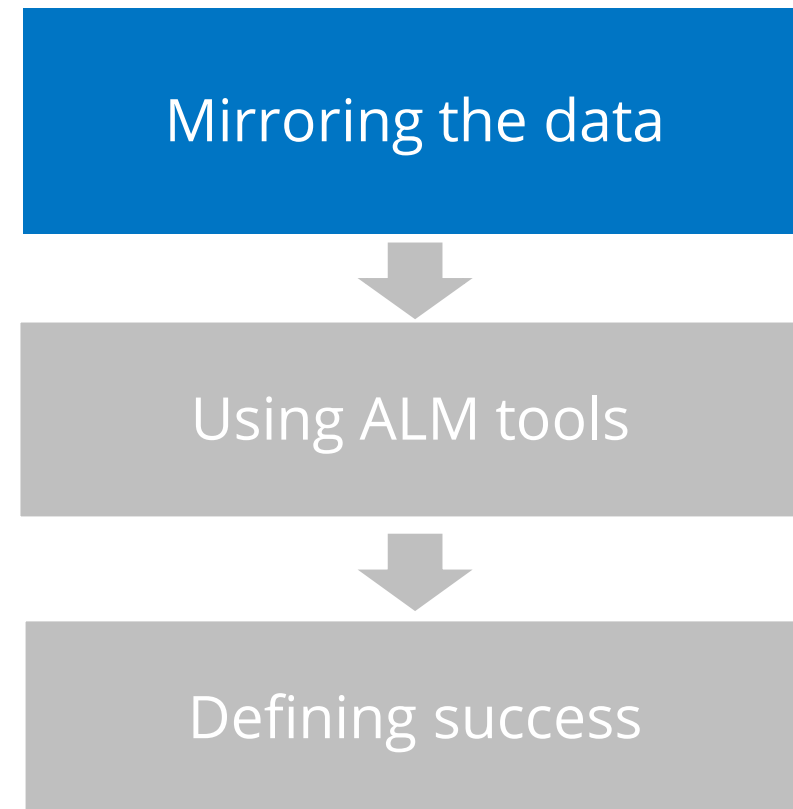 Mirroring the data
Using ALM tools
Defining success